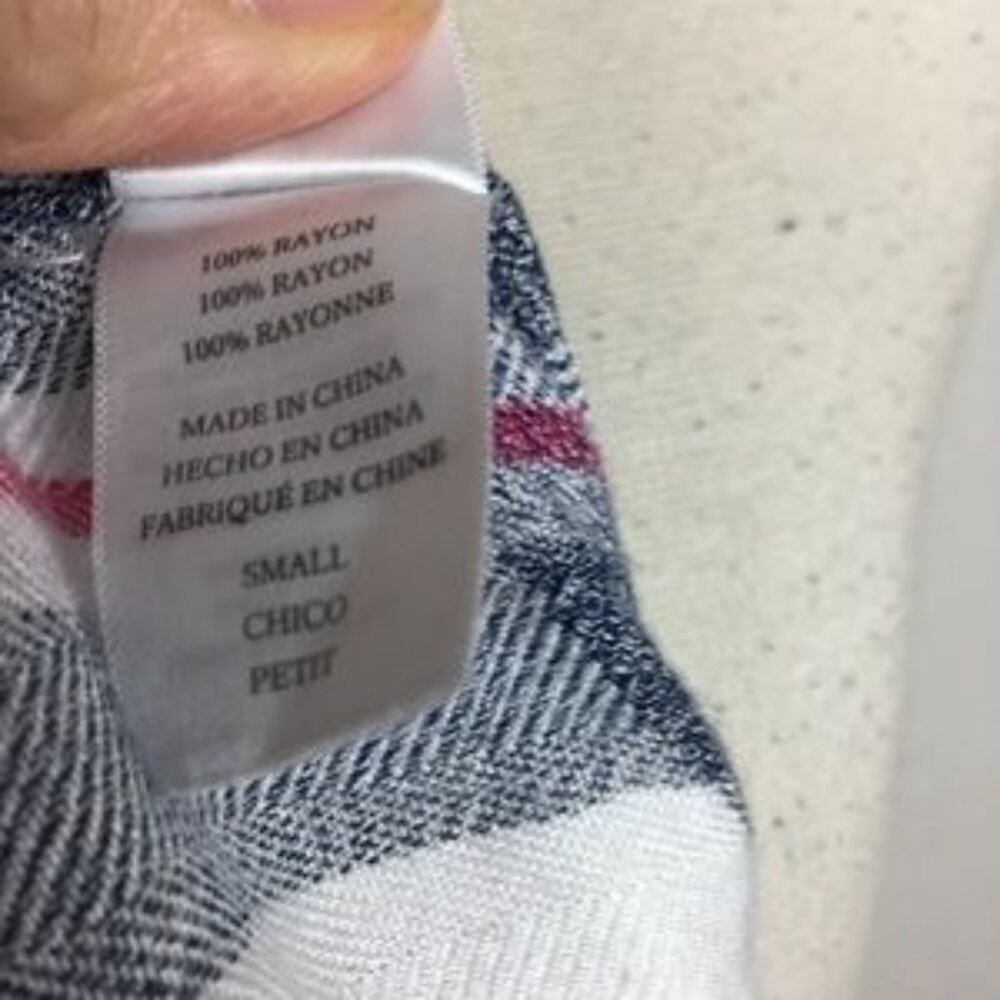 100% RAYON
100% RAYON
100% RAYONNE
MADE IN CHINA
HECHO EN CHINA
FABRIQUÉ EN CHINE
SMALL
CHICO
PETIT